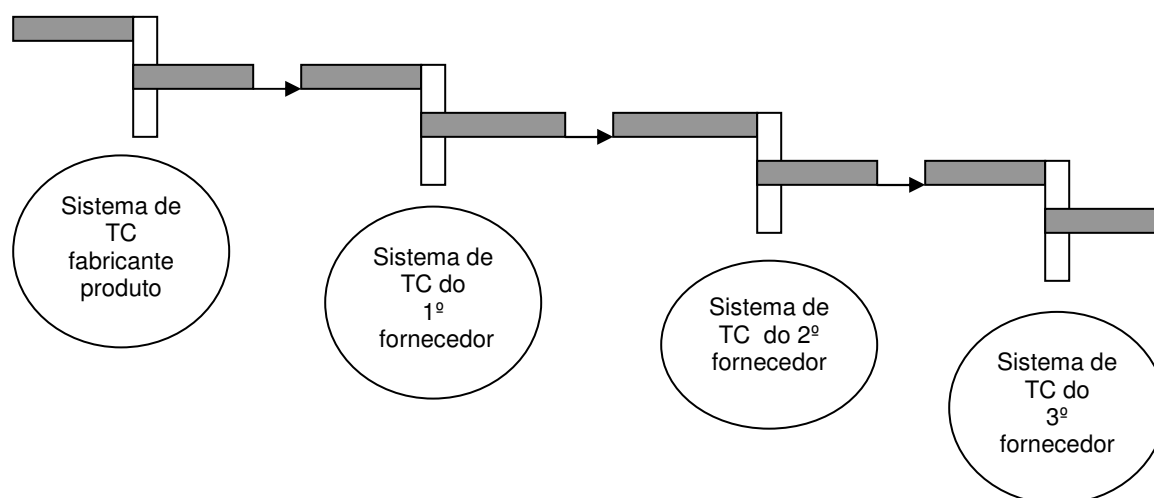 Sistema de
TC
fabricante
produto
Sistema de
TC do
1º
fornecedor
Sistema de
TC do 2º
fornecedor
Sistema de
TC do
3º
fornecedor